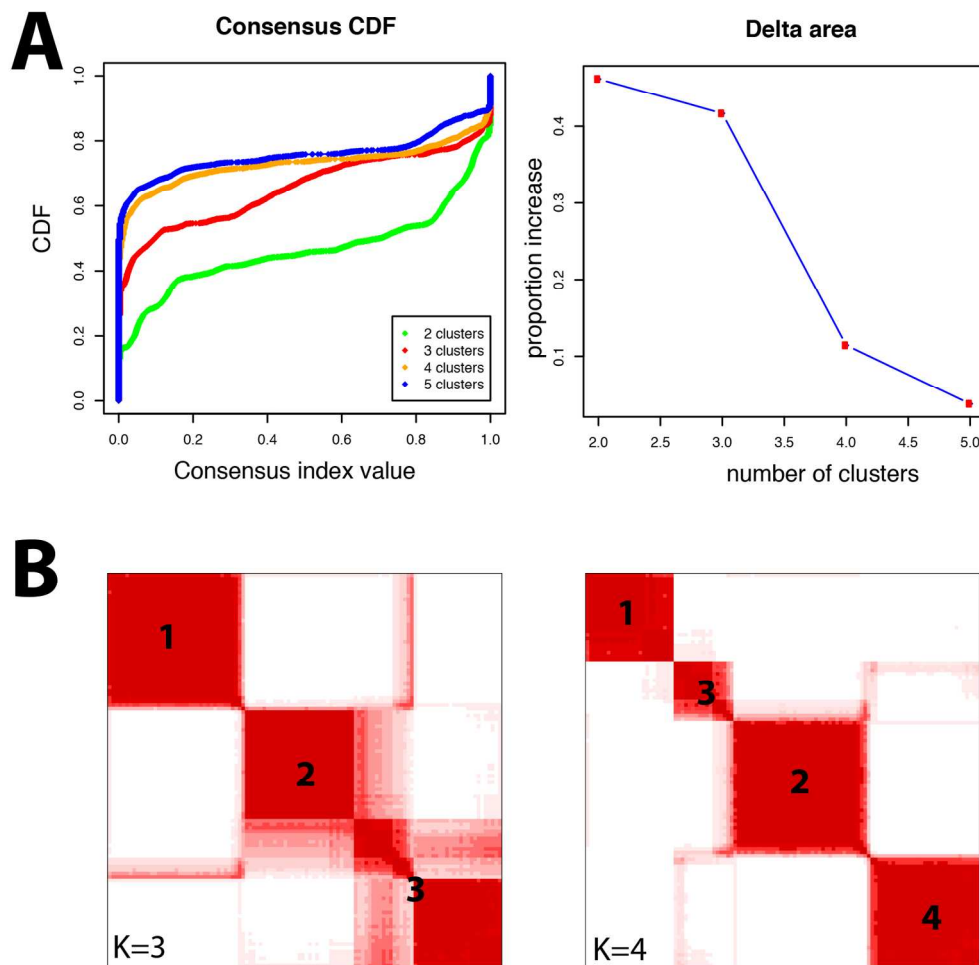 A
Consensus CDF
CDF
0.0
0.2
0.4
0.6
0.8
1.0
0.0
0.2
0.4
0.6
0.8
1.0
Consensus index value
2 clusters
3 clusters
4 clusters
5 clusters
Delta area
proportion increase
0.1
0.2
0.3
0.4
2.0
2.5
3.0
3.5
4.0
4.5
5.0
number of clusters
B
1
2
3
K=3
1
3
2
4
K=4